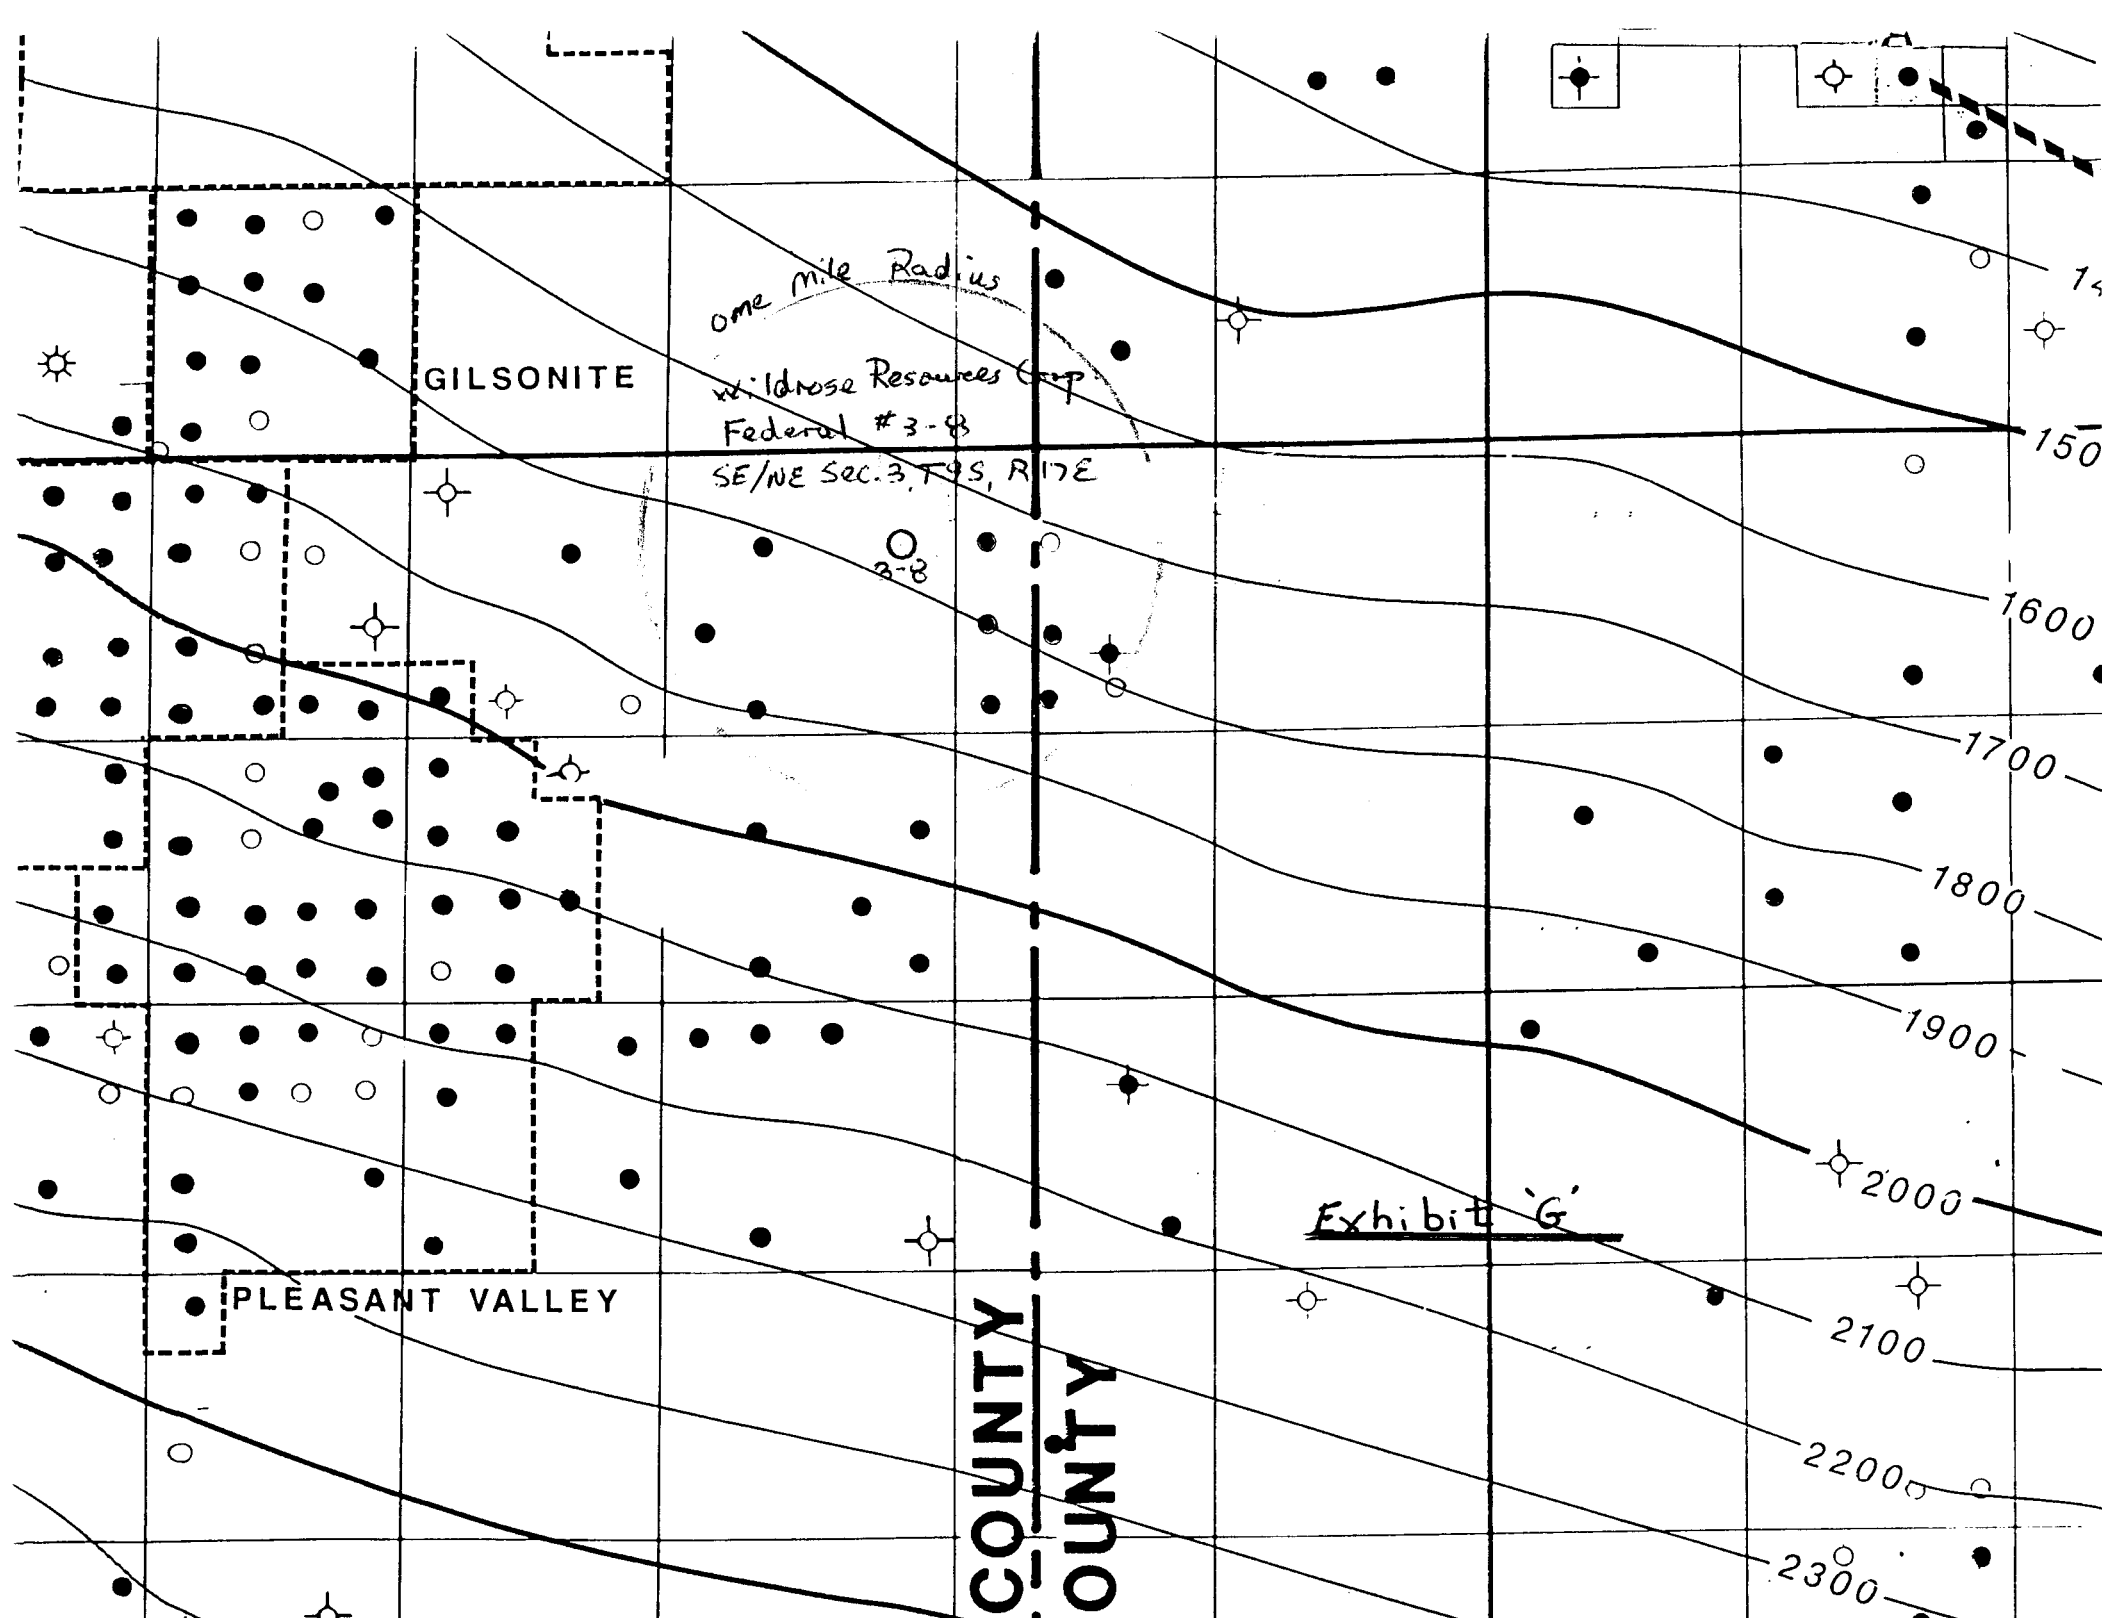 one mile Radius
GILSONITE
Wildrose Resources Corp.
Federal #3-8
SE/NE Sec. 3, T9S, R17E
3-8
150
1600
1700
1800
1900
2000
Exhibit 'G'
PLEASANT VALLEY
2100
2200
2300
COUNTY
OUNTY